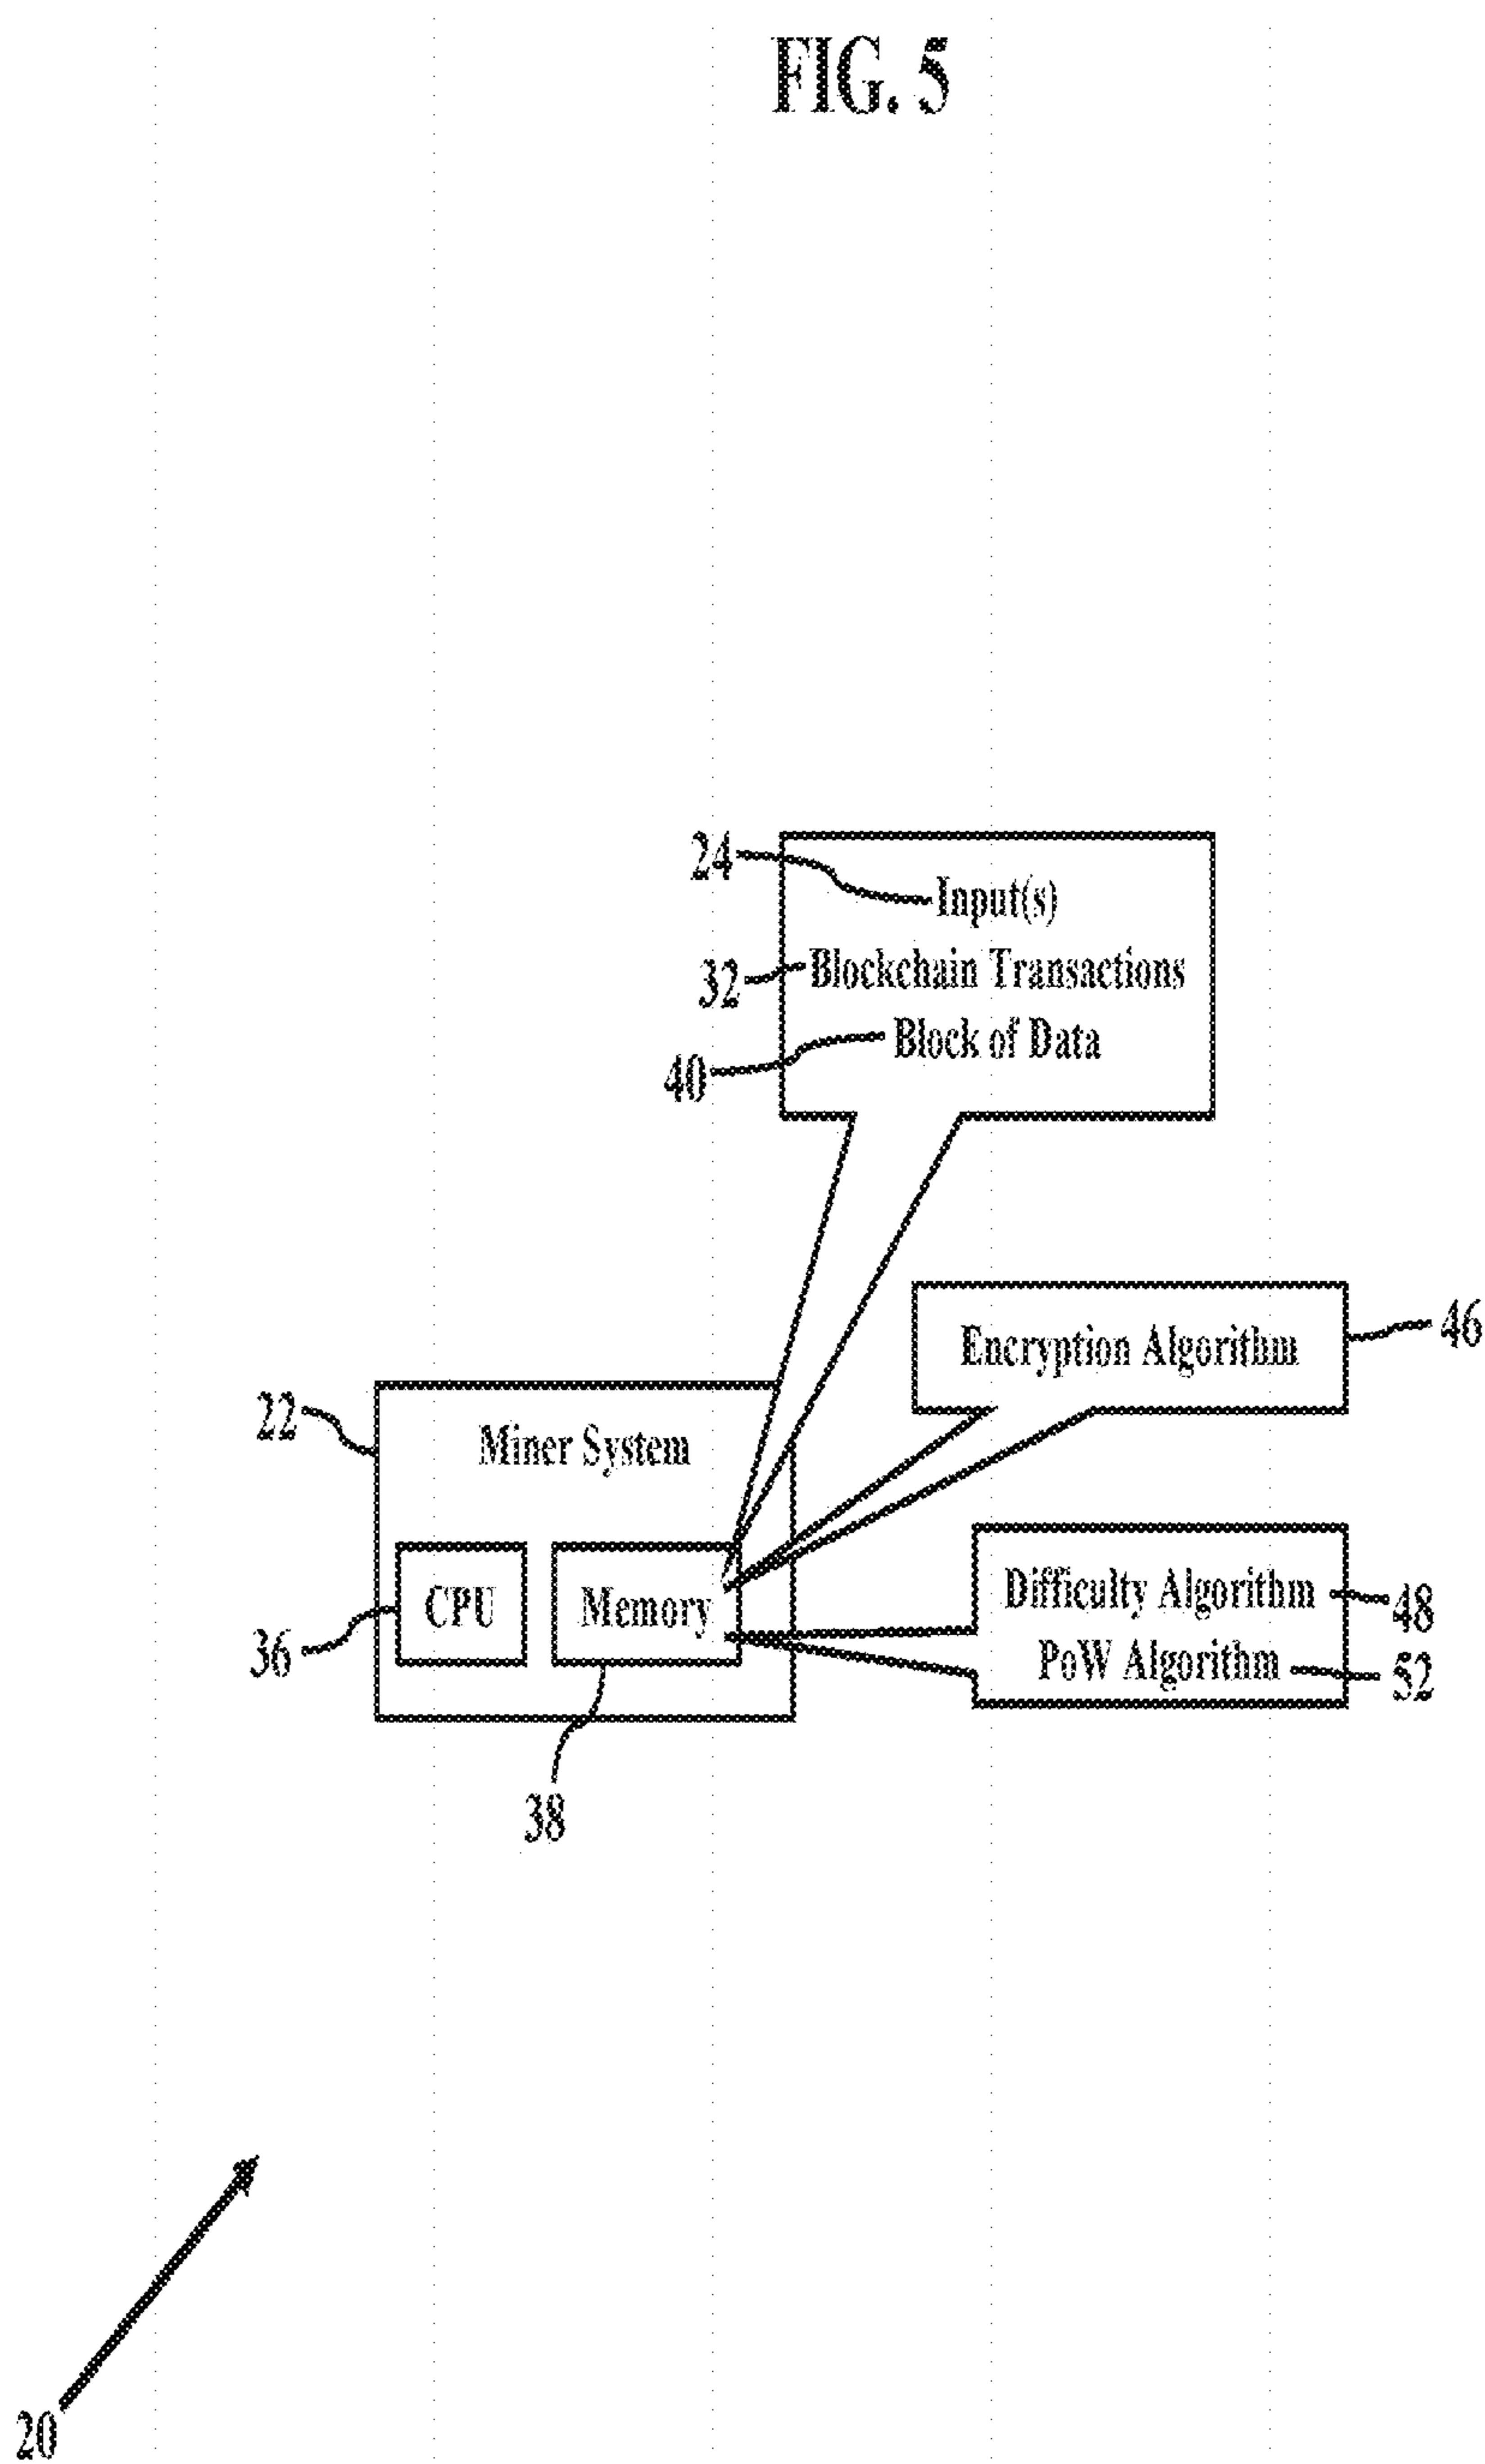 FIG. 5
24
Input(s)
32
Blockchain Transactions
40
Block of Data
Encryption Algorithm
46
22
Miner System
36
CPU
Memory
38
Difficulty Algorithm
48
PoW Algorithm
52
20